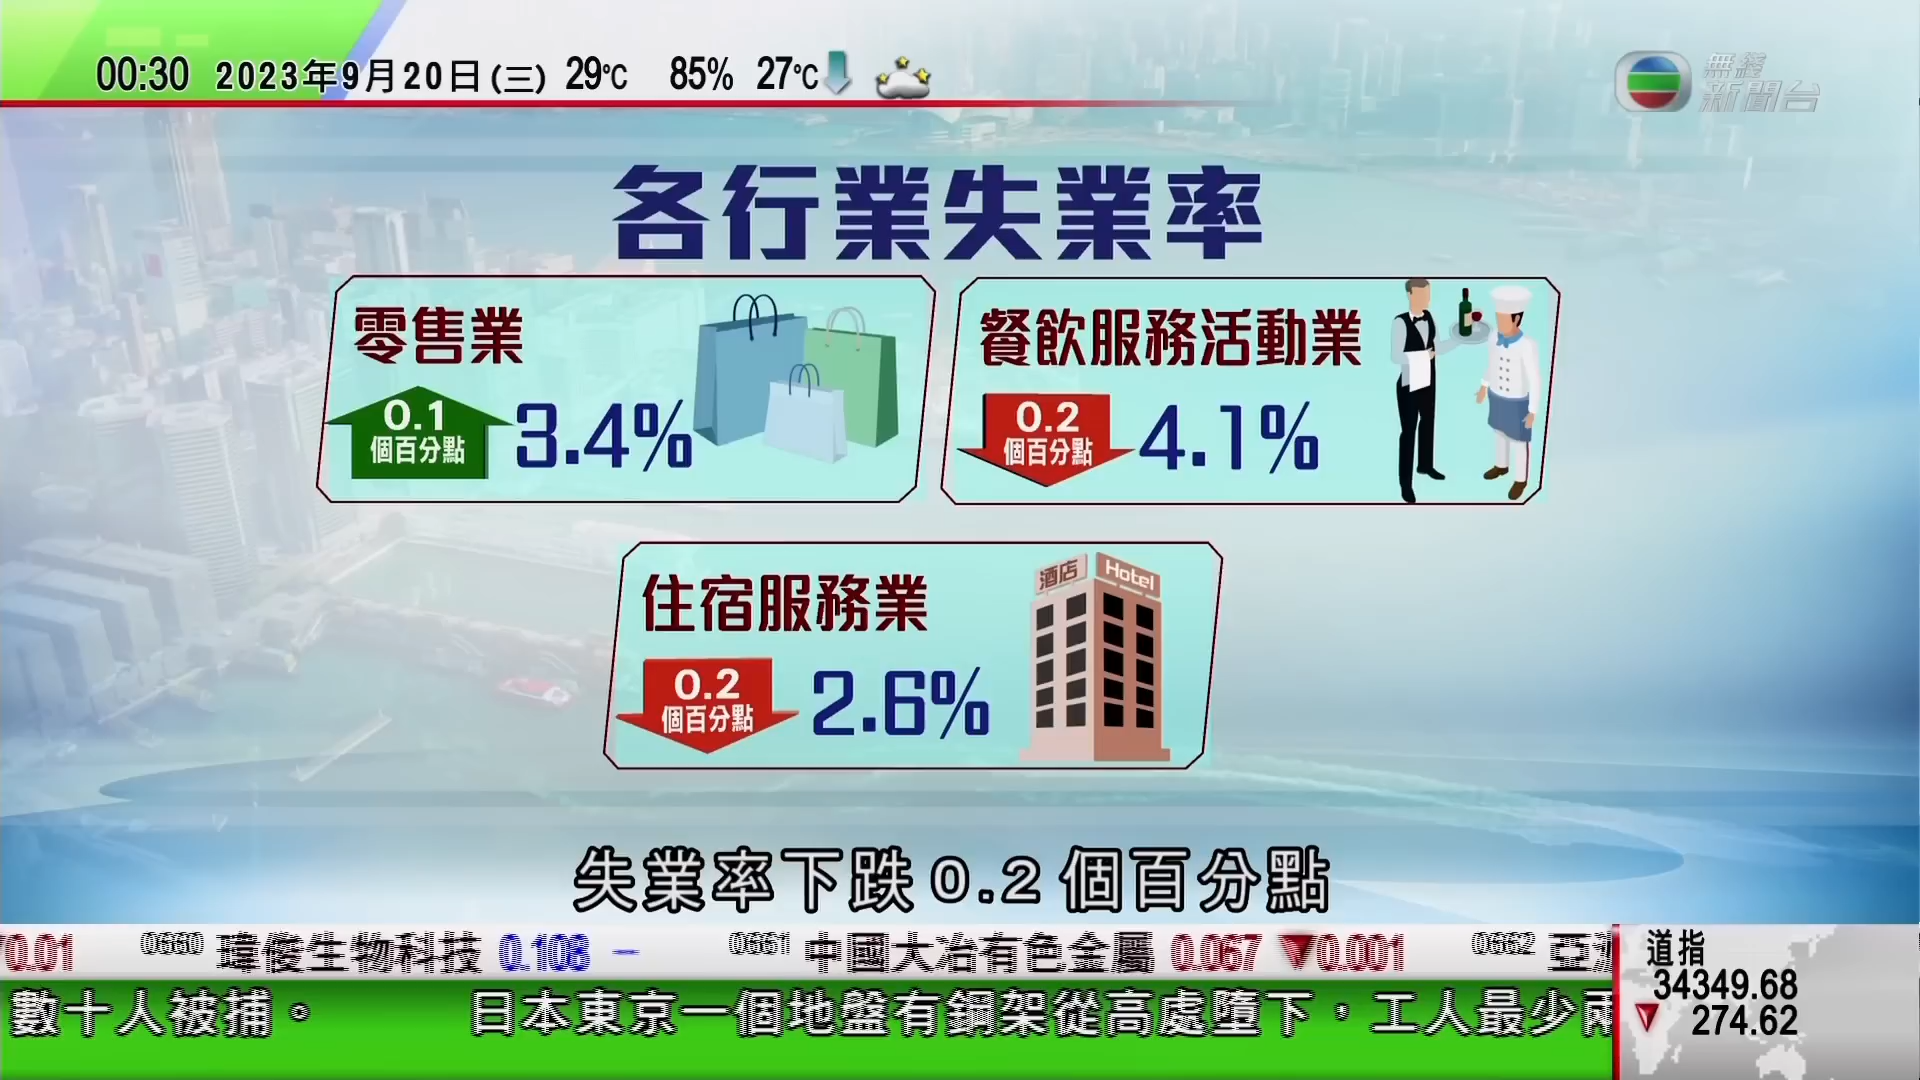 00:30 2023年9月20日(三) 29℃ 85% 27℃
無綫
新聞台
各行業失業率
零售業
0.1
個百分點
3.4%
餐飲服務活動業
0.2
個百分點
4.1%
住宿服務業
0.2
個百分點
2.6%
酒店 Hotel
失業率下跌0.2個百分點
0.01 0660 瑋俊生物科技 0.108 – 0661 中國大冶有色金屬 0.067 ▼0.001 0662 亞
道指
34349.68
▼ 274.62
數十人被捕。 日本東京一個地盤有鋼架從高處墮下，工人最少兩